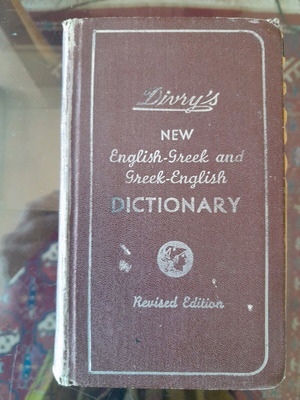 Divry's
NEW
English-Greek and
Greek-English
DICTIONARY
Revised Edition